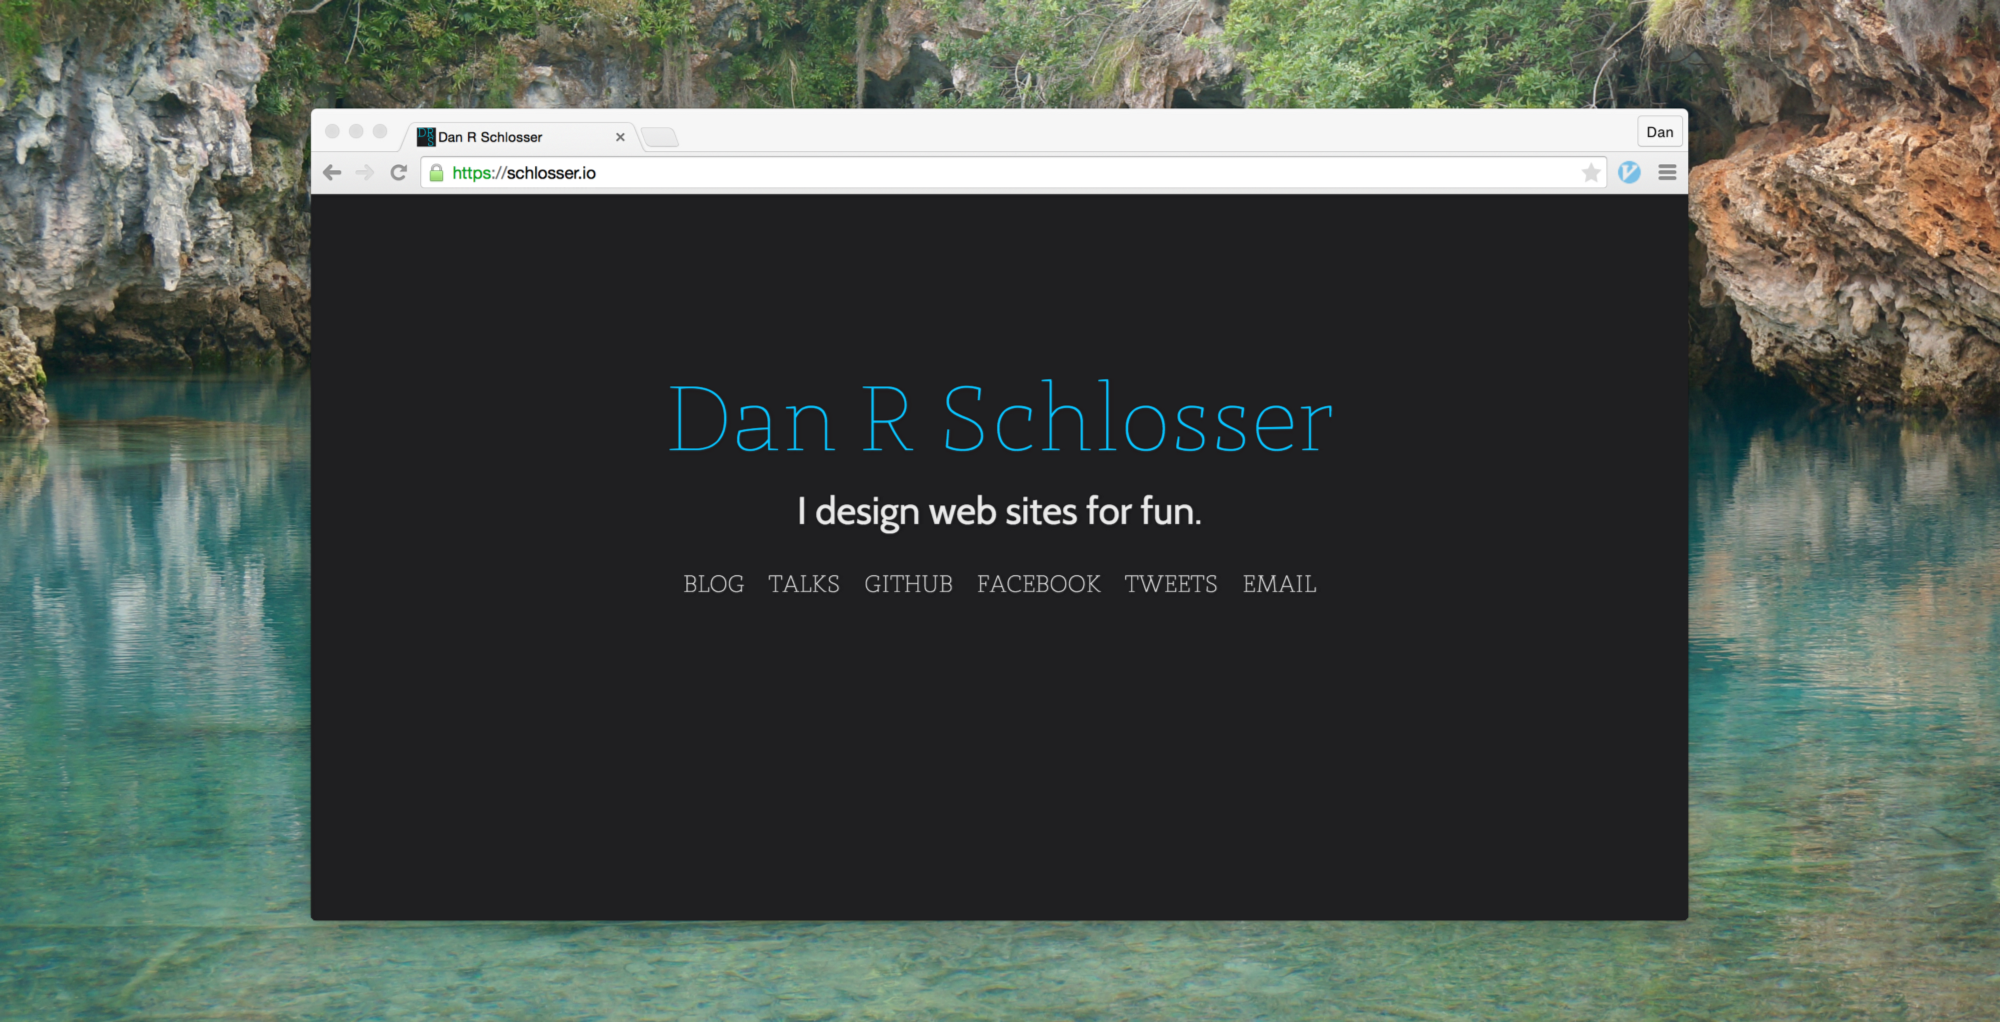 Dan R Schlosser
Dan
https://schlosser.io
Dan R Schlosser
I design web sites for fun.
BLOG TALKS GITHUB FACEBOOK TWEETS EMAIL